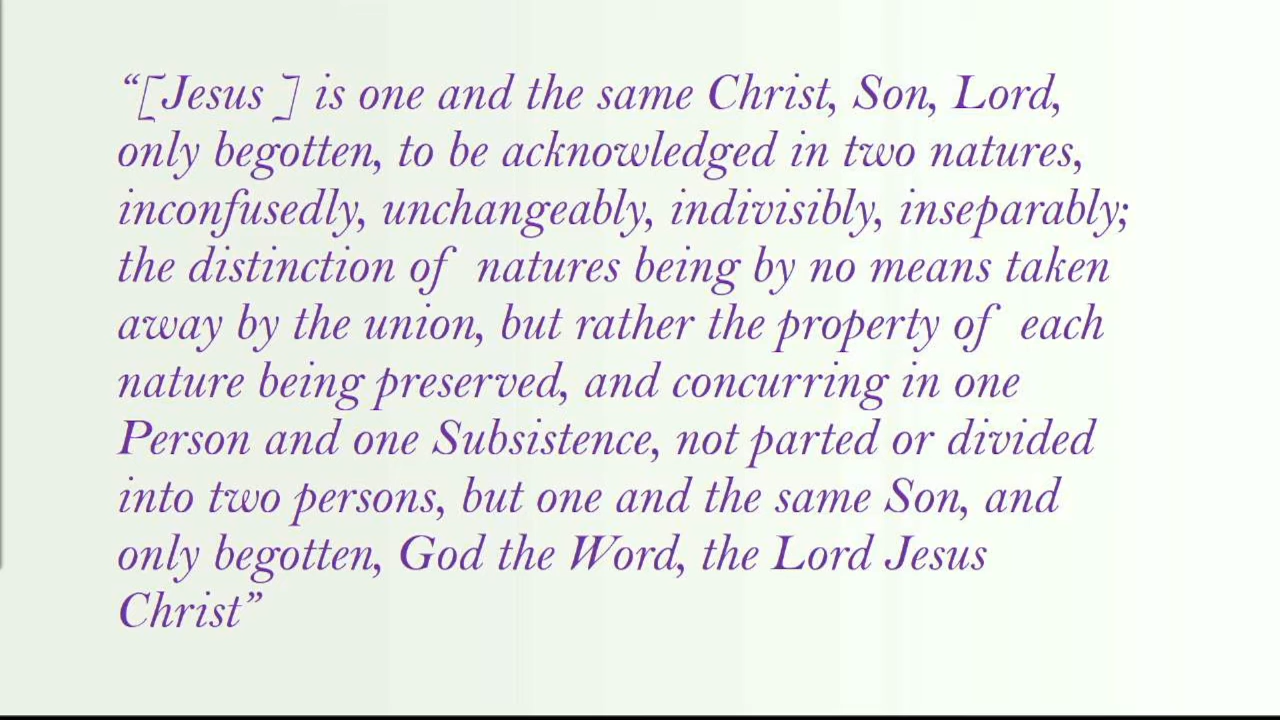 “[Jesus ] is one and the same Christ, Son, Lord,
only begotten, to be acknowledged in two natures,
inconfusedly, unchangeably, indivisibly, inseparably;
the distinction of natures being by no means taken
away by the union, but rather the property of each
nature being preserved, and concurring in one
Person and one Subsistence, not parted or divided
into two persons, but one and the same Son, and
only begotten, God the Word, the Lord Jesus
Christ”